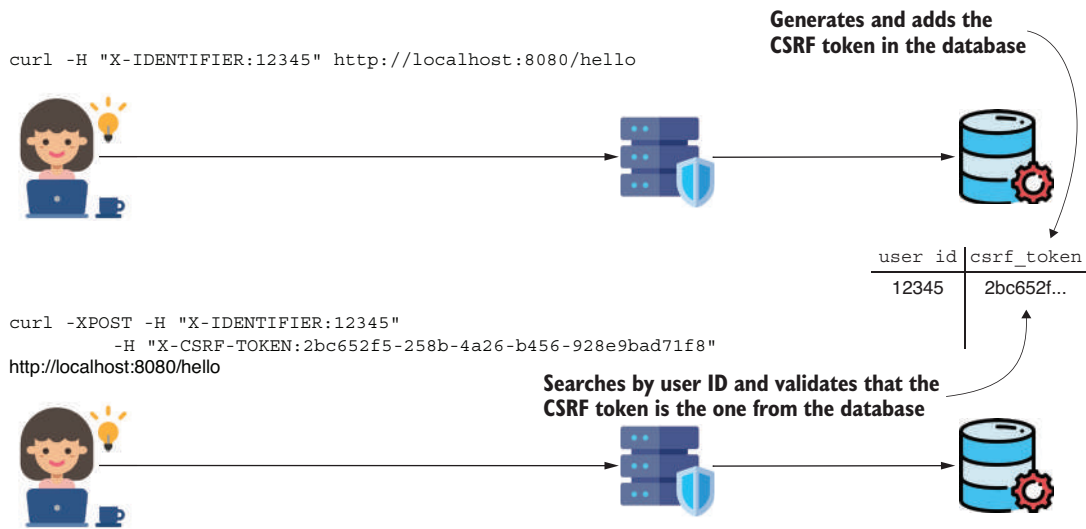 Generates and adds the
CSRF token in the database
curl -H "X-IDENTIFIER:12345" http://localhost:8080/hello
user id csrf_token
12345 2bc652f...
curl -XPOST -H "X-IDENTIFIER:12345"
-H "X-CSRF-TOKEN:2bc652f5-258b-4a26-b456-928e9bad71f8"
http://localhost:8080/hello
Searches by user ID and validates that the
CSRF token is the one from the database